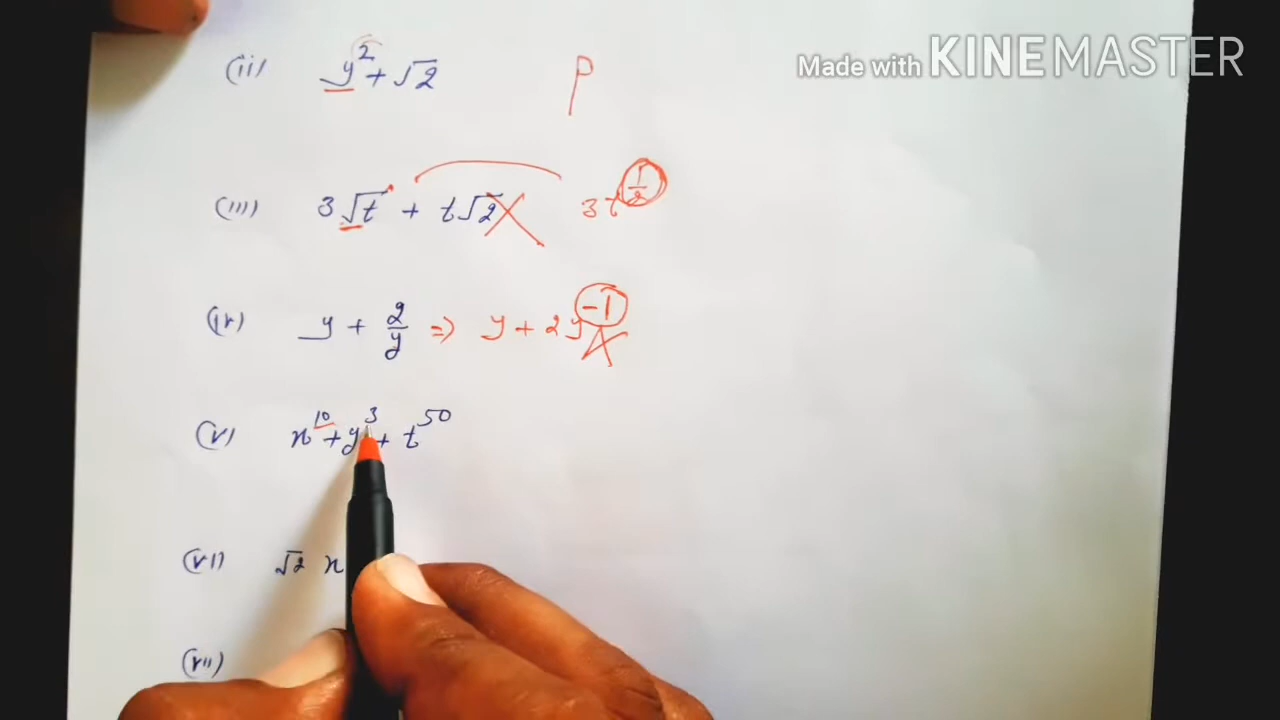 Made with KINEMASTER
(ii) y² + √2 P
(iii) 3√t + t√2 3t^1/2
(iv) y + 2/y ⇒ y + 2y^-1
(v) x^10 + y^3 + t^50
(vi) √2 x
(vii)